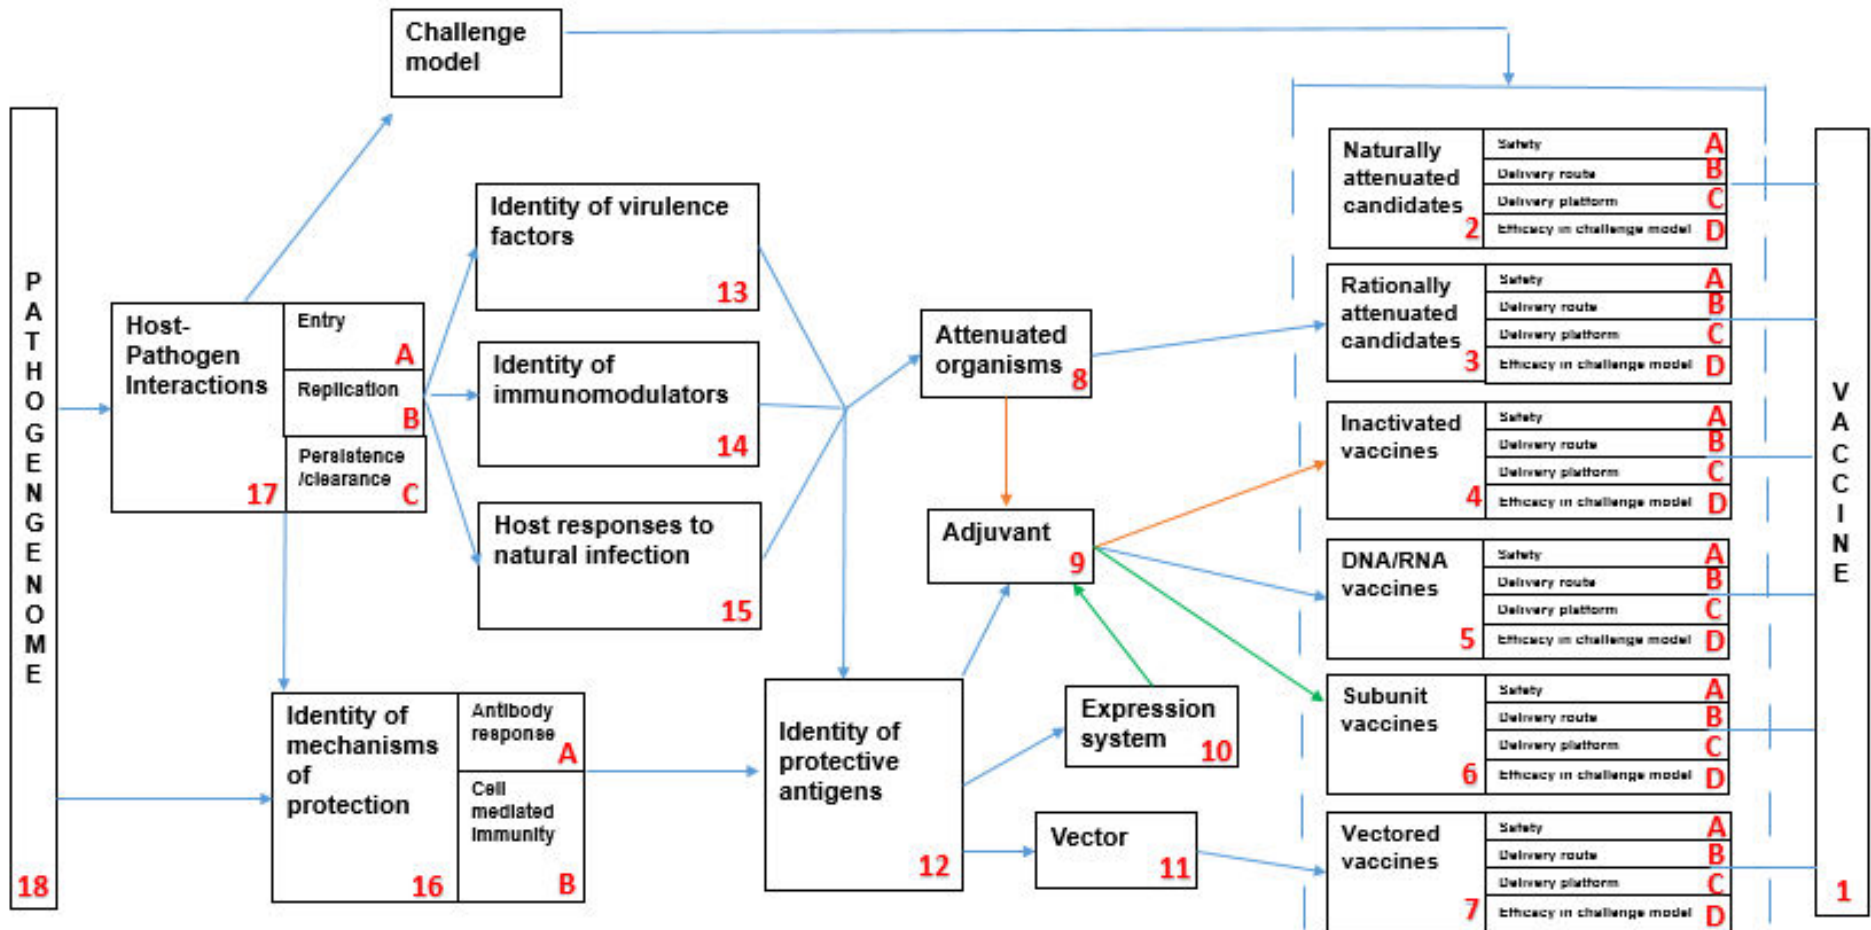 Challenge
model
PATHOGENGENOME
18
Host-
Pathogen
Interactions
17
Entry
A
Replication
B
Persistence
/clearance
C
Identity of virulence
factors
13
Identity of
immunomodulators
14
Host responses to
natural infection
15
Identity of
mechanisms
of
protection
16
Antibody
response
A
Cell
mediated
immunity
B
Identity of
protective
antigens
12
Attenuated
organisms
8
Adjuvant
9
Expression
system
10
Vector
11
Naturally
attenuated
candidates
2
Safety A
Delivery route B
Delivery platform C
Efficacy in challenge model D
Rationally
attenuated
candidates
3
Safety A
Delivery route B
Delivery platform C
Efficacy in challenge model D
Inactivated
vaccines
4
Safety A
Delivery route B
Delivery platform C
Efficacy in challenge model D
DNA/RNA
vaccines
5
Safety A
Delivery route B
Delivery platform C
Efficacy in challenge model D
Subunit
vaccines
6
Safety A
Delivery route B
Delivery platform C
Efficacy in challenge model D
Vectored
vaccines
7
Safety A
Delivery route B
Delivery platform C
Efficacy in challenge model D
VACCINE
1